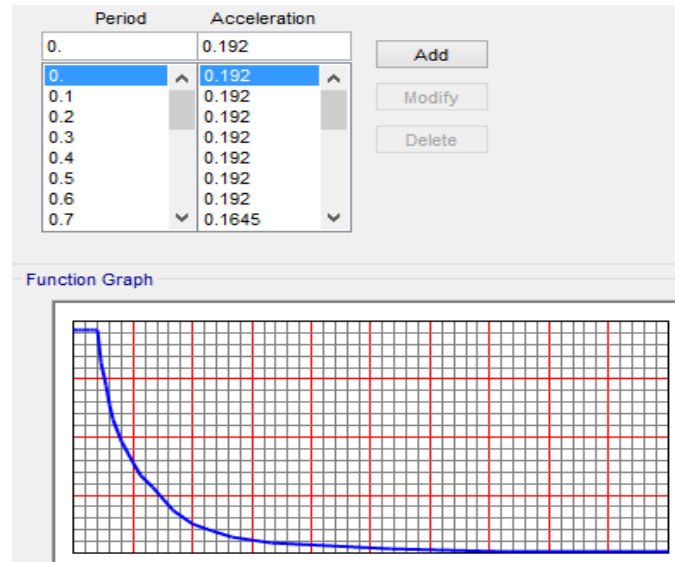 Period Acceleration
0. 0.192 Add
0. 0.192
0.1 0.192 Modify
0.2 0.192
0.3 0.192 Delete
0.4 0.192
0.5 0.192
0.6 0.192
0.7 0.1645
Function Graph